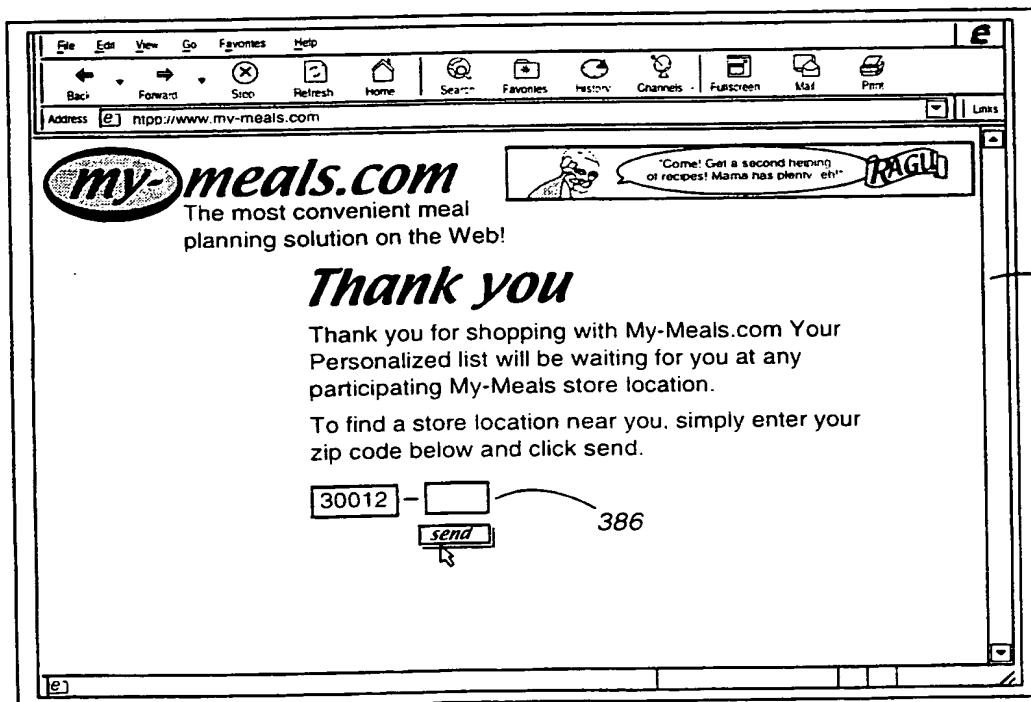 File Edit View Go Favorites Help
Back Forward Stop Refresh Home Search Favorites History Channels Fullscreen Mail Print
Address htpp://www.my-meals.com Links
my-meals.com
The most convenient meal
planning solution on the Web!
"Come! Get a second helping
of recipes! Mama has plenty eh!"
RAGU
Thank you
Thank you for shopping with My-Meals.com Your
Personalized list will be waiting for you at any
participating My-Meals store location.
To find a store location near you, simply enter your
zip code below and click send.
30012 –
386
send